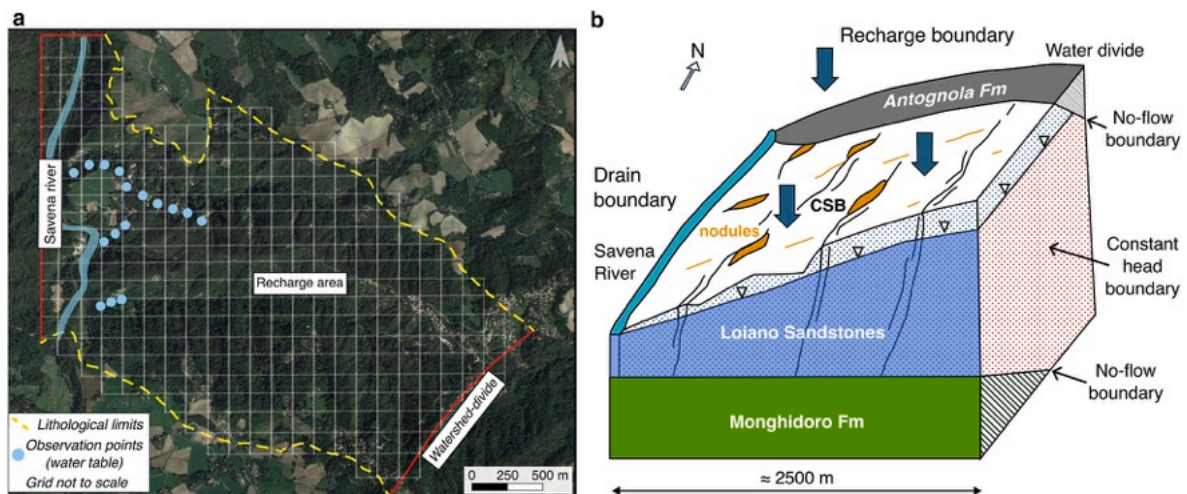 a
Savena river
Recharge area
Watershed-divide
Lithological limits
Observation points
(water table)
Grid not to scale
0 250 500 m
b
N
Recharge boundary
Water divide
Antognola Fm
No-flow
boundary
Drain
boundary
CSB
nodules
Savena
River
Constant
head
boundary
Loiano Sandstones
No-flow
boundary
Monghidoro Fm
≈ 2500 m